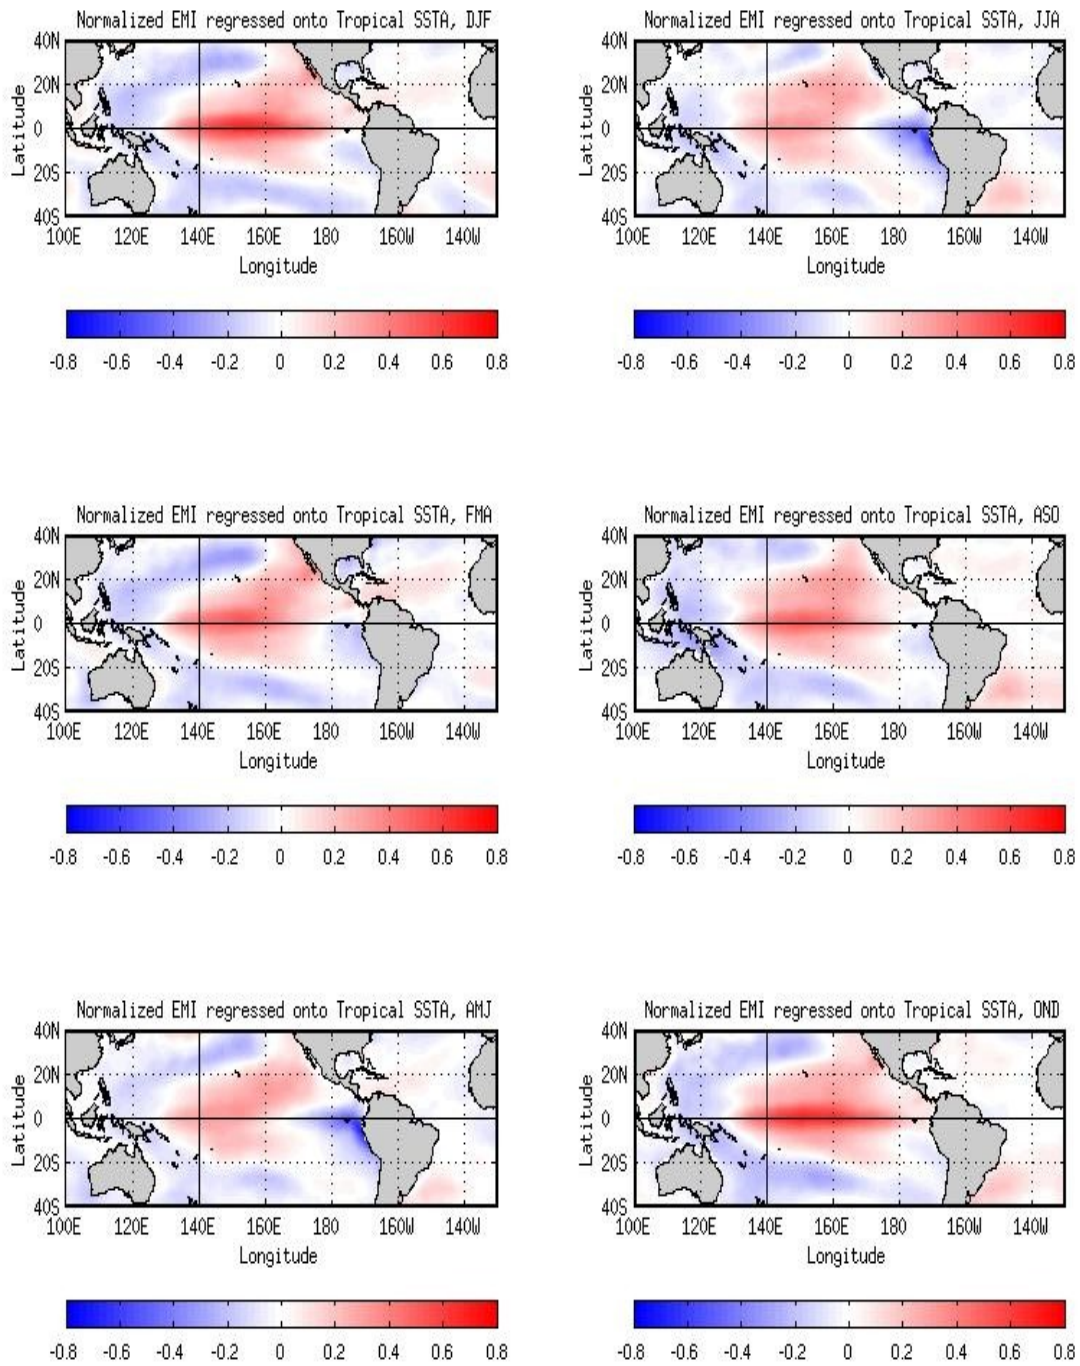 Normalized EMI regressed onto Tropical SSTA, DJF
40N
20N
0
20S
40S
Latitude
100E 120E 140E 160E 180 160W 140W
Longitude
-0.8 -0.6 -0.4 -0.2 0 0.2 0.4 0.6 0.8
Normalized EMI regressed onto Tropical SSTA, JJA
40N
20N
0
20S
40S
Latitude
100E 120E 140E 160E 180 160W 140W
Longitude
-0.8 -0.6 -0.4 -0.2 0 0.2 0.4 0.6 0.8
Normalized EMI regressed onto Tropical SSTA, FMA
40N
20N
0
20S
40S
Latitude
100E 120E 140E 160E 180 160W 140W
Longitude
-0.8 -0.6 -0.4 -0.2 0 0.2 0.4 0.6 0.8
Normalized EMI regressed onto Tropical SSTA, ASO
40N
20N
0
20S
40S
Latitude
100E 120E 140E 160E 180 160W 140W
Longitude
-0.8 -0.6 -0.4 -0.2 0 0.2 0.4 0.6 0.8
Normalized EMI regressed onto Tropical SSTA, AMJ
40N
20N
0
20S
40S
Latitude
100E 120E 140E 160E 180 160W 140W
Longitude
-0.8 -0.6 -0.4 -0.2 0 0.2 0.4 0.6 0.8
Normalized EMI regressed onto Tropical SSTA, OND
40N
20N
0
20S
40S
Latitude
100E 120E 140E 160E 180 160W 140W
Longitude
-0.8 -0.6 -0.4 -0.2 0 0.2 0.4 0.6 0.8